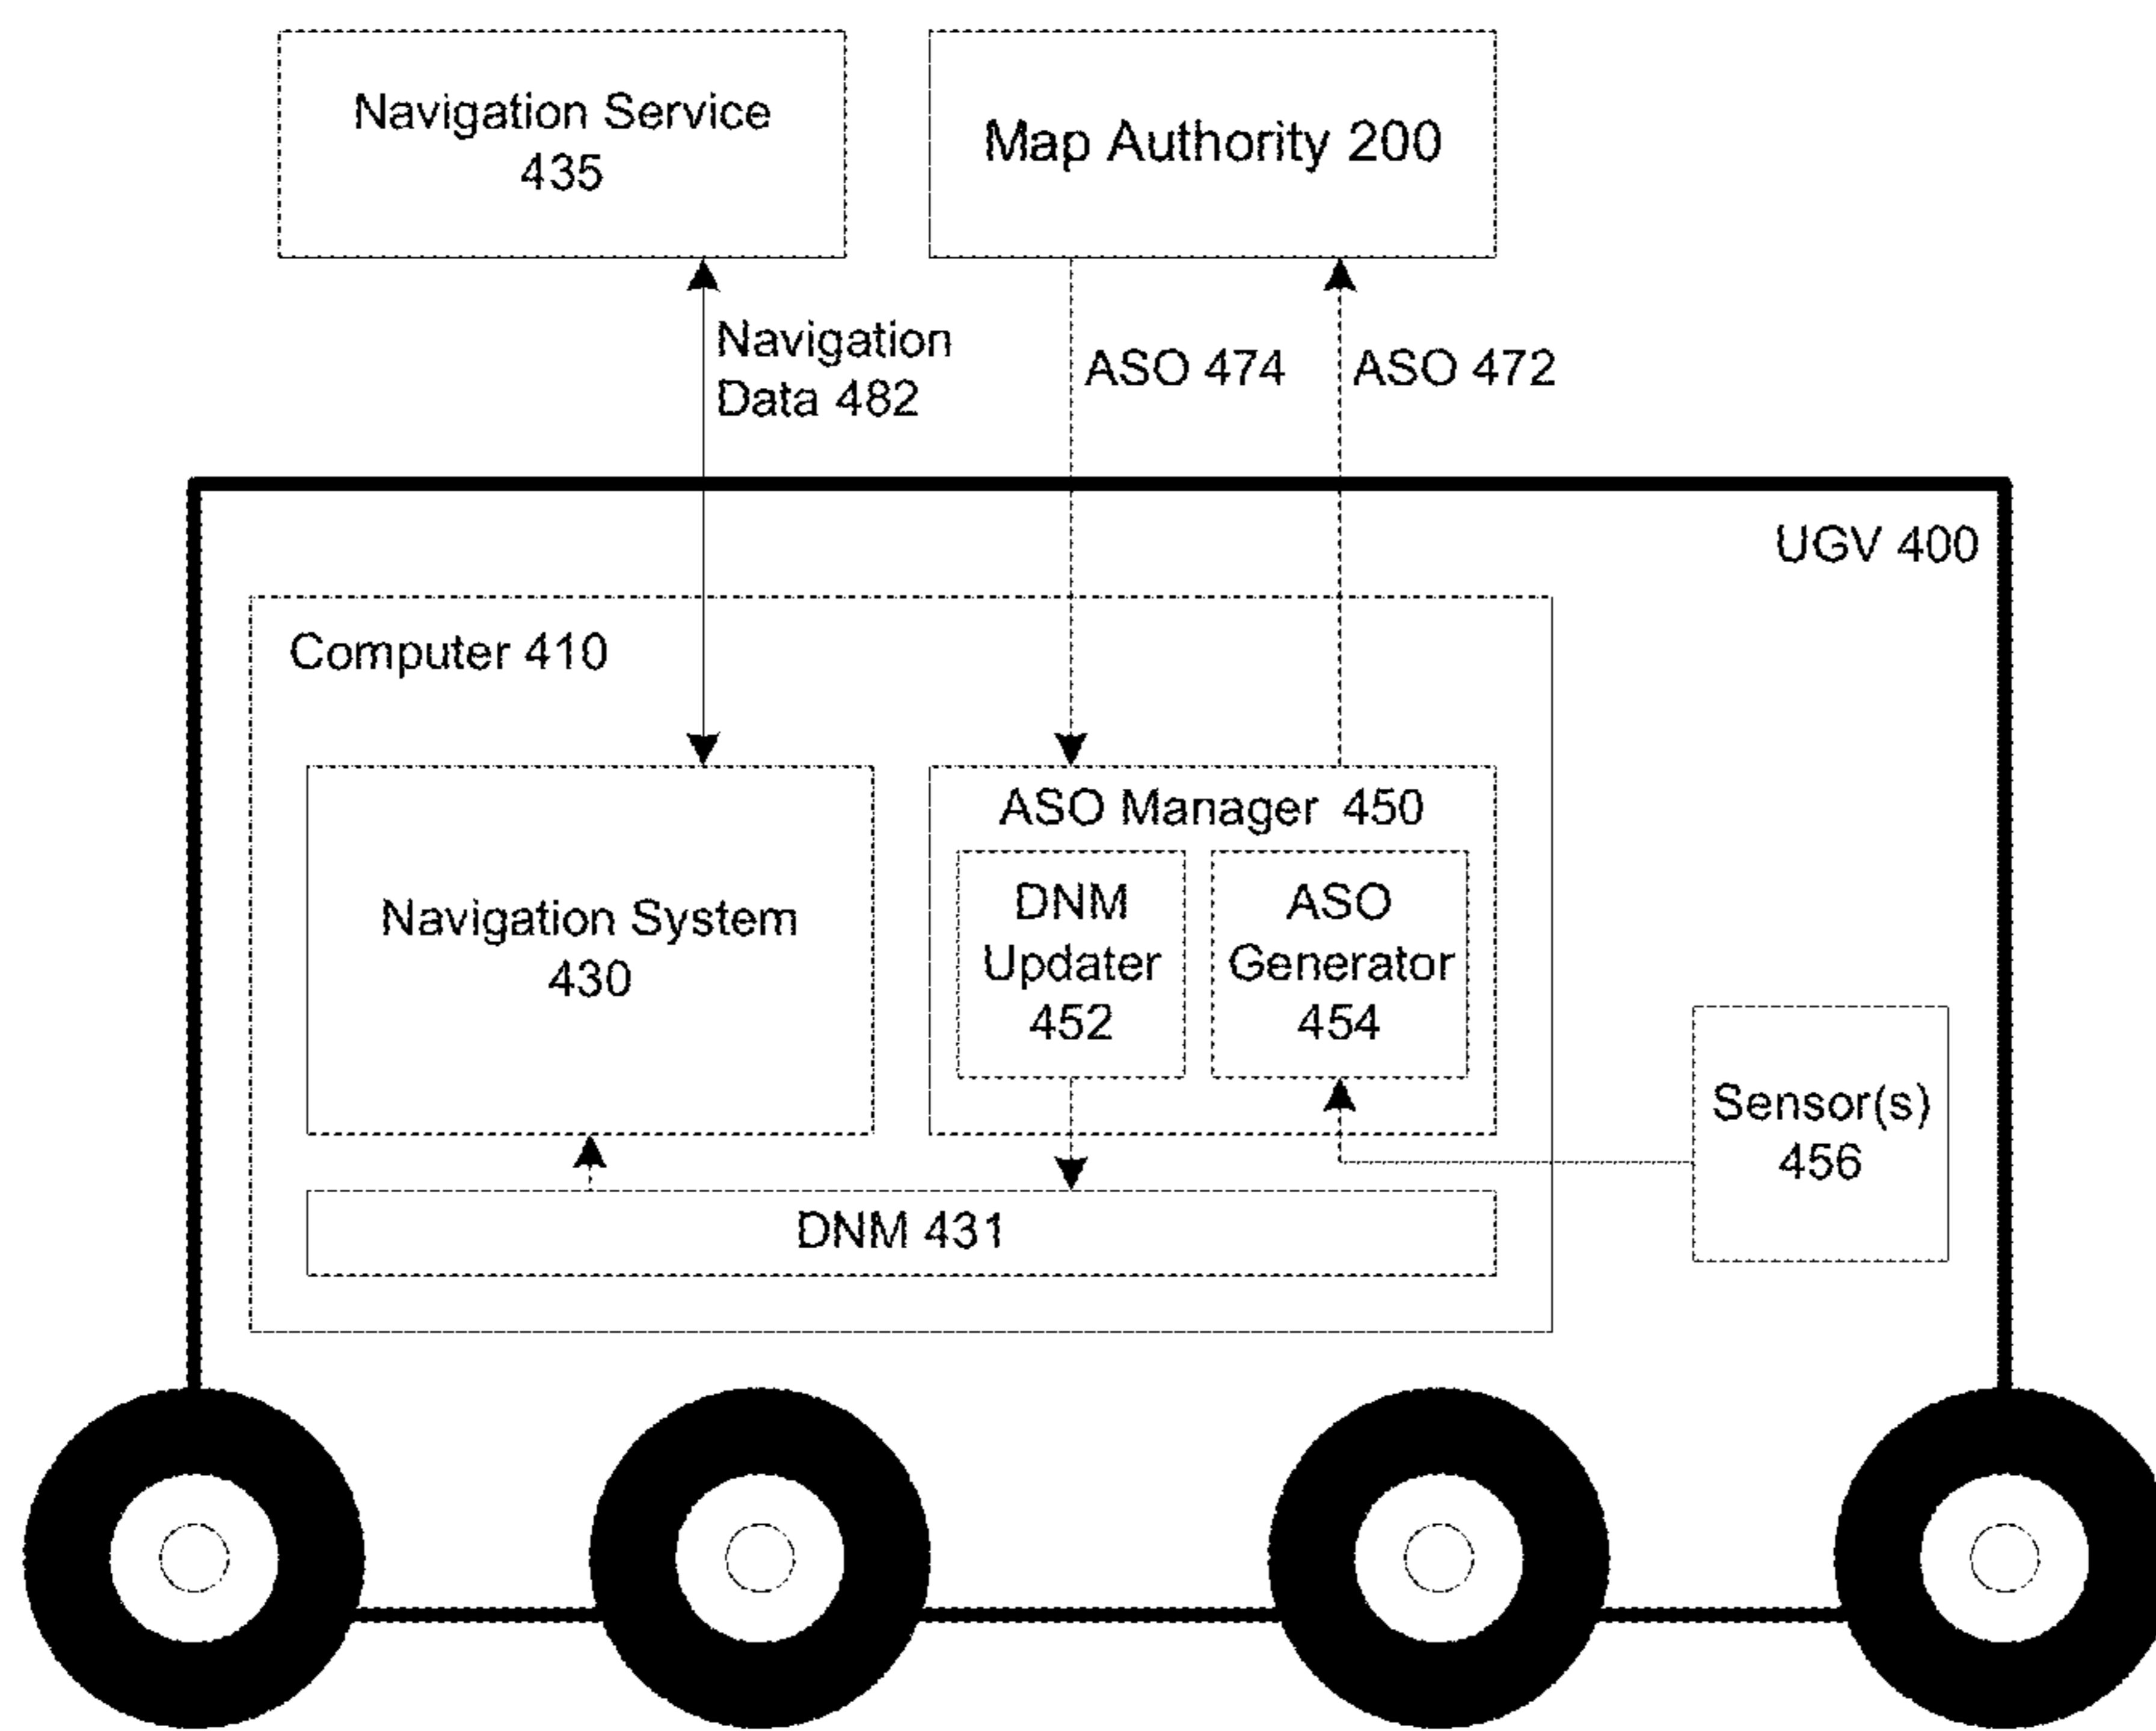 Navigation Service
435
Map Authority 200
Navigation
Data 482
ASO 474
ASO 472
UGV 400
Computer 410
Navigation System
430
ASO Manager 450
DNM
Updater
452
ASO
Generator
454
Sensor(s)
456
DNM 431